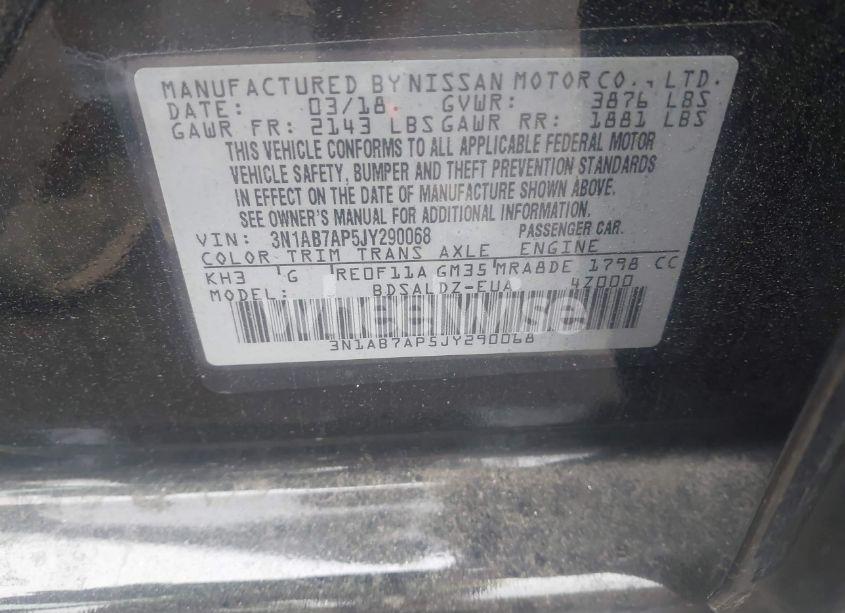 MANUFACTURED BY NISSAN MOTOR CO., LTD.
DATE: 03/18 GVWR: 3876 LBS
GAWR FR: 2143 LBS GAWR RR: 1881 LBS
THIS VEHICLE CONFORMS TO ALL APPLICABLE FEDERAL MOTOR
VEHICLE SAFETY, BUMPER AND THEFT PREVENTION STANDARDS
IN EFFECT ON THE DATE OF MANUFACTURE SHOWN ABOVE.
SEE OWNER'S MANUAL FOR ADDITIONAL INFORMATION.
VIN: 3N1AB7AP5JY290068 PASSENGER CAR.
COLOR TRIM TRANS AXLE ENGINE
KH3 G RE0F11A GM35 MRA8DE 1798 CC
MODEL: BDSALDZ-EUA 47000
3N1AB7AP5JY290068